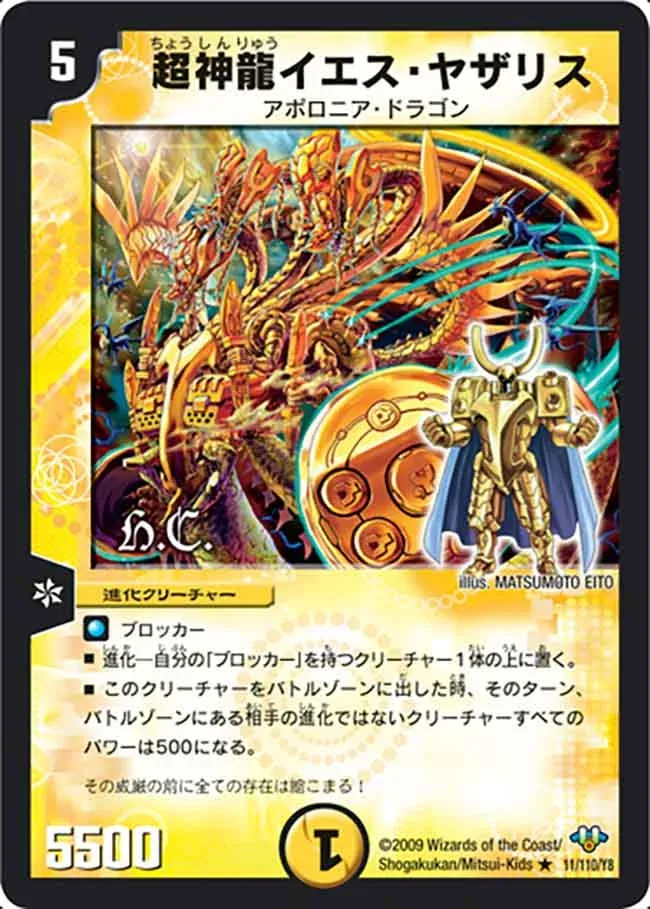 5
ちょうしんりゅう
超神龍イエス・ヤザリス
アポロニア・ドラゴン
h.C.
illus. MATSUMOTO EITO
進化クリーチャー
ブロッカー
■ 進化―自分の「ブロッカー」を持つクリーチャー1体の上に置く。
■ このクリーチャーをバトルゾーンに出した時、そのターン、
バトルゾーンにある相手の進化ではないクリーチャーすべての
パワーは500になる。
その威厳の前に全ての存在は縮こまる!
5500
1
©2009 Wizards of the Coast/
Shogakukan/Mitsui-Kids ★ 11/110/Y8